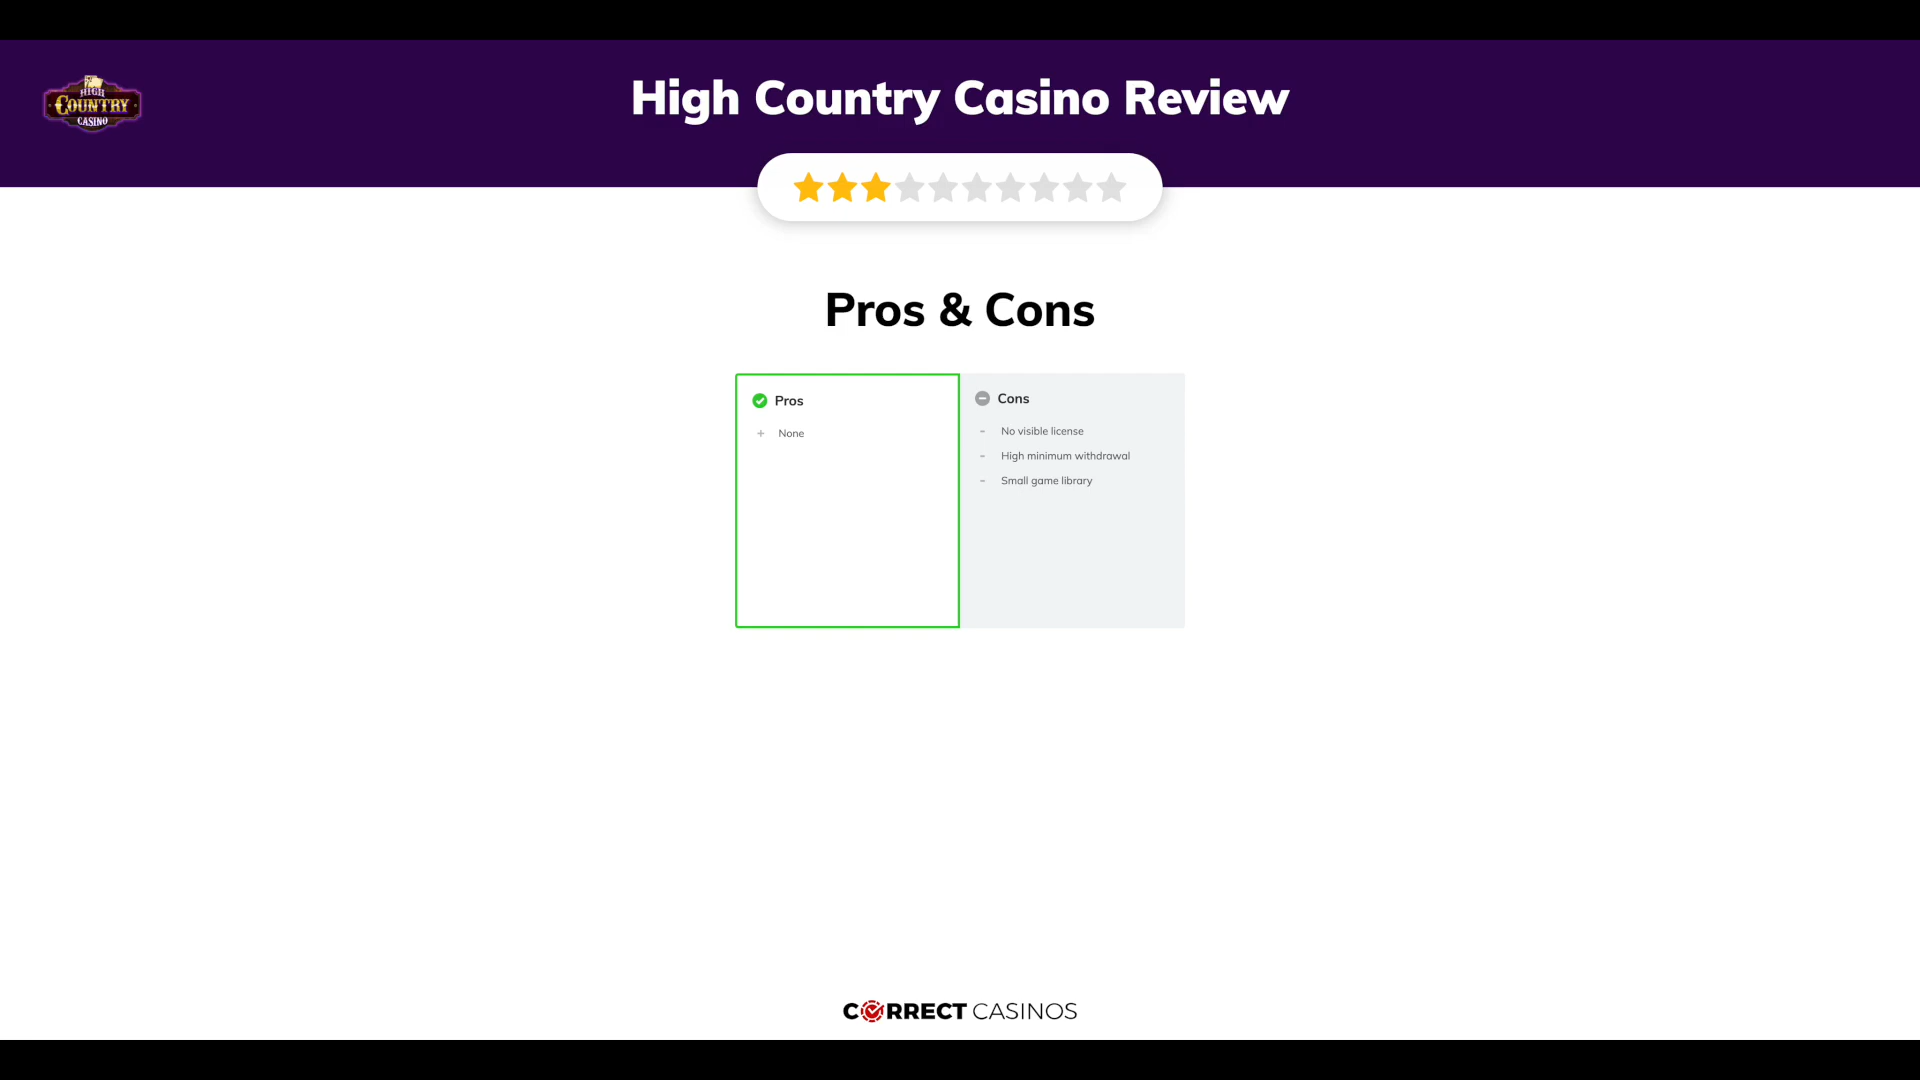 HIGH
COUNTRY
CASINO
High Country Casino Review
Pros & Cons
Pros
+ None
Cons
- No visible license
- High minimum withdrawal
- Small game library
CORRECT CASINOS